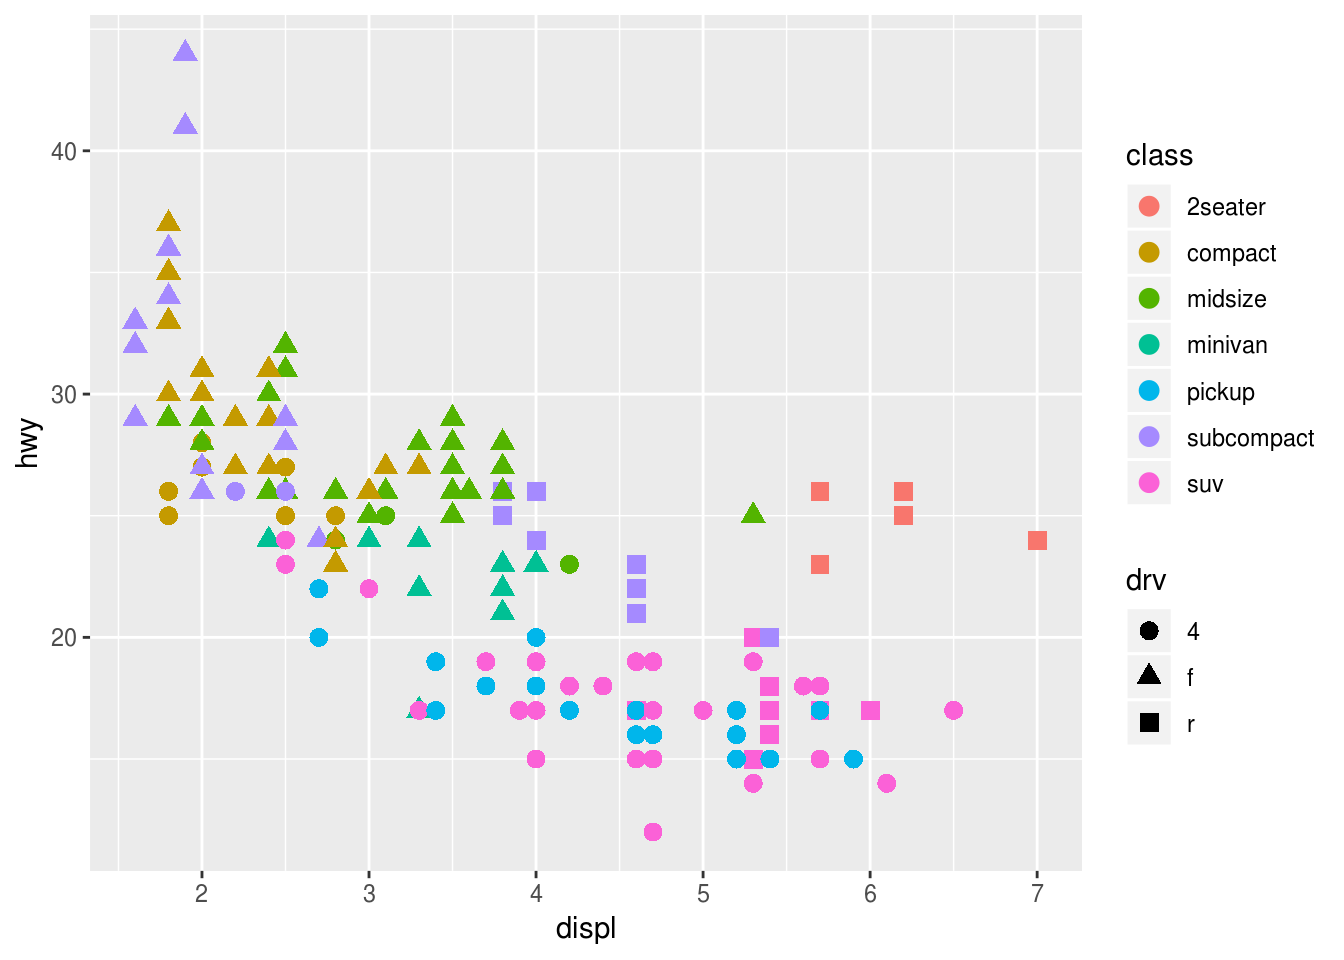 hwy
40
30
20
2 3 4 5 6 7
displ
class
2seater
compact
midsize
minivan
pickup
subcompact
suv
drv
4
f
r